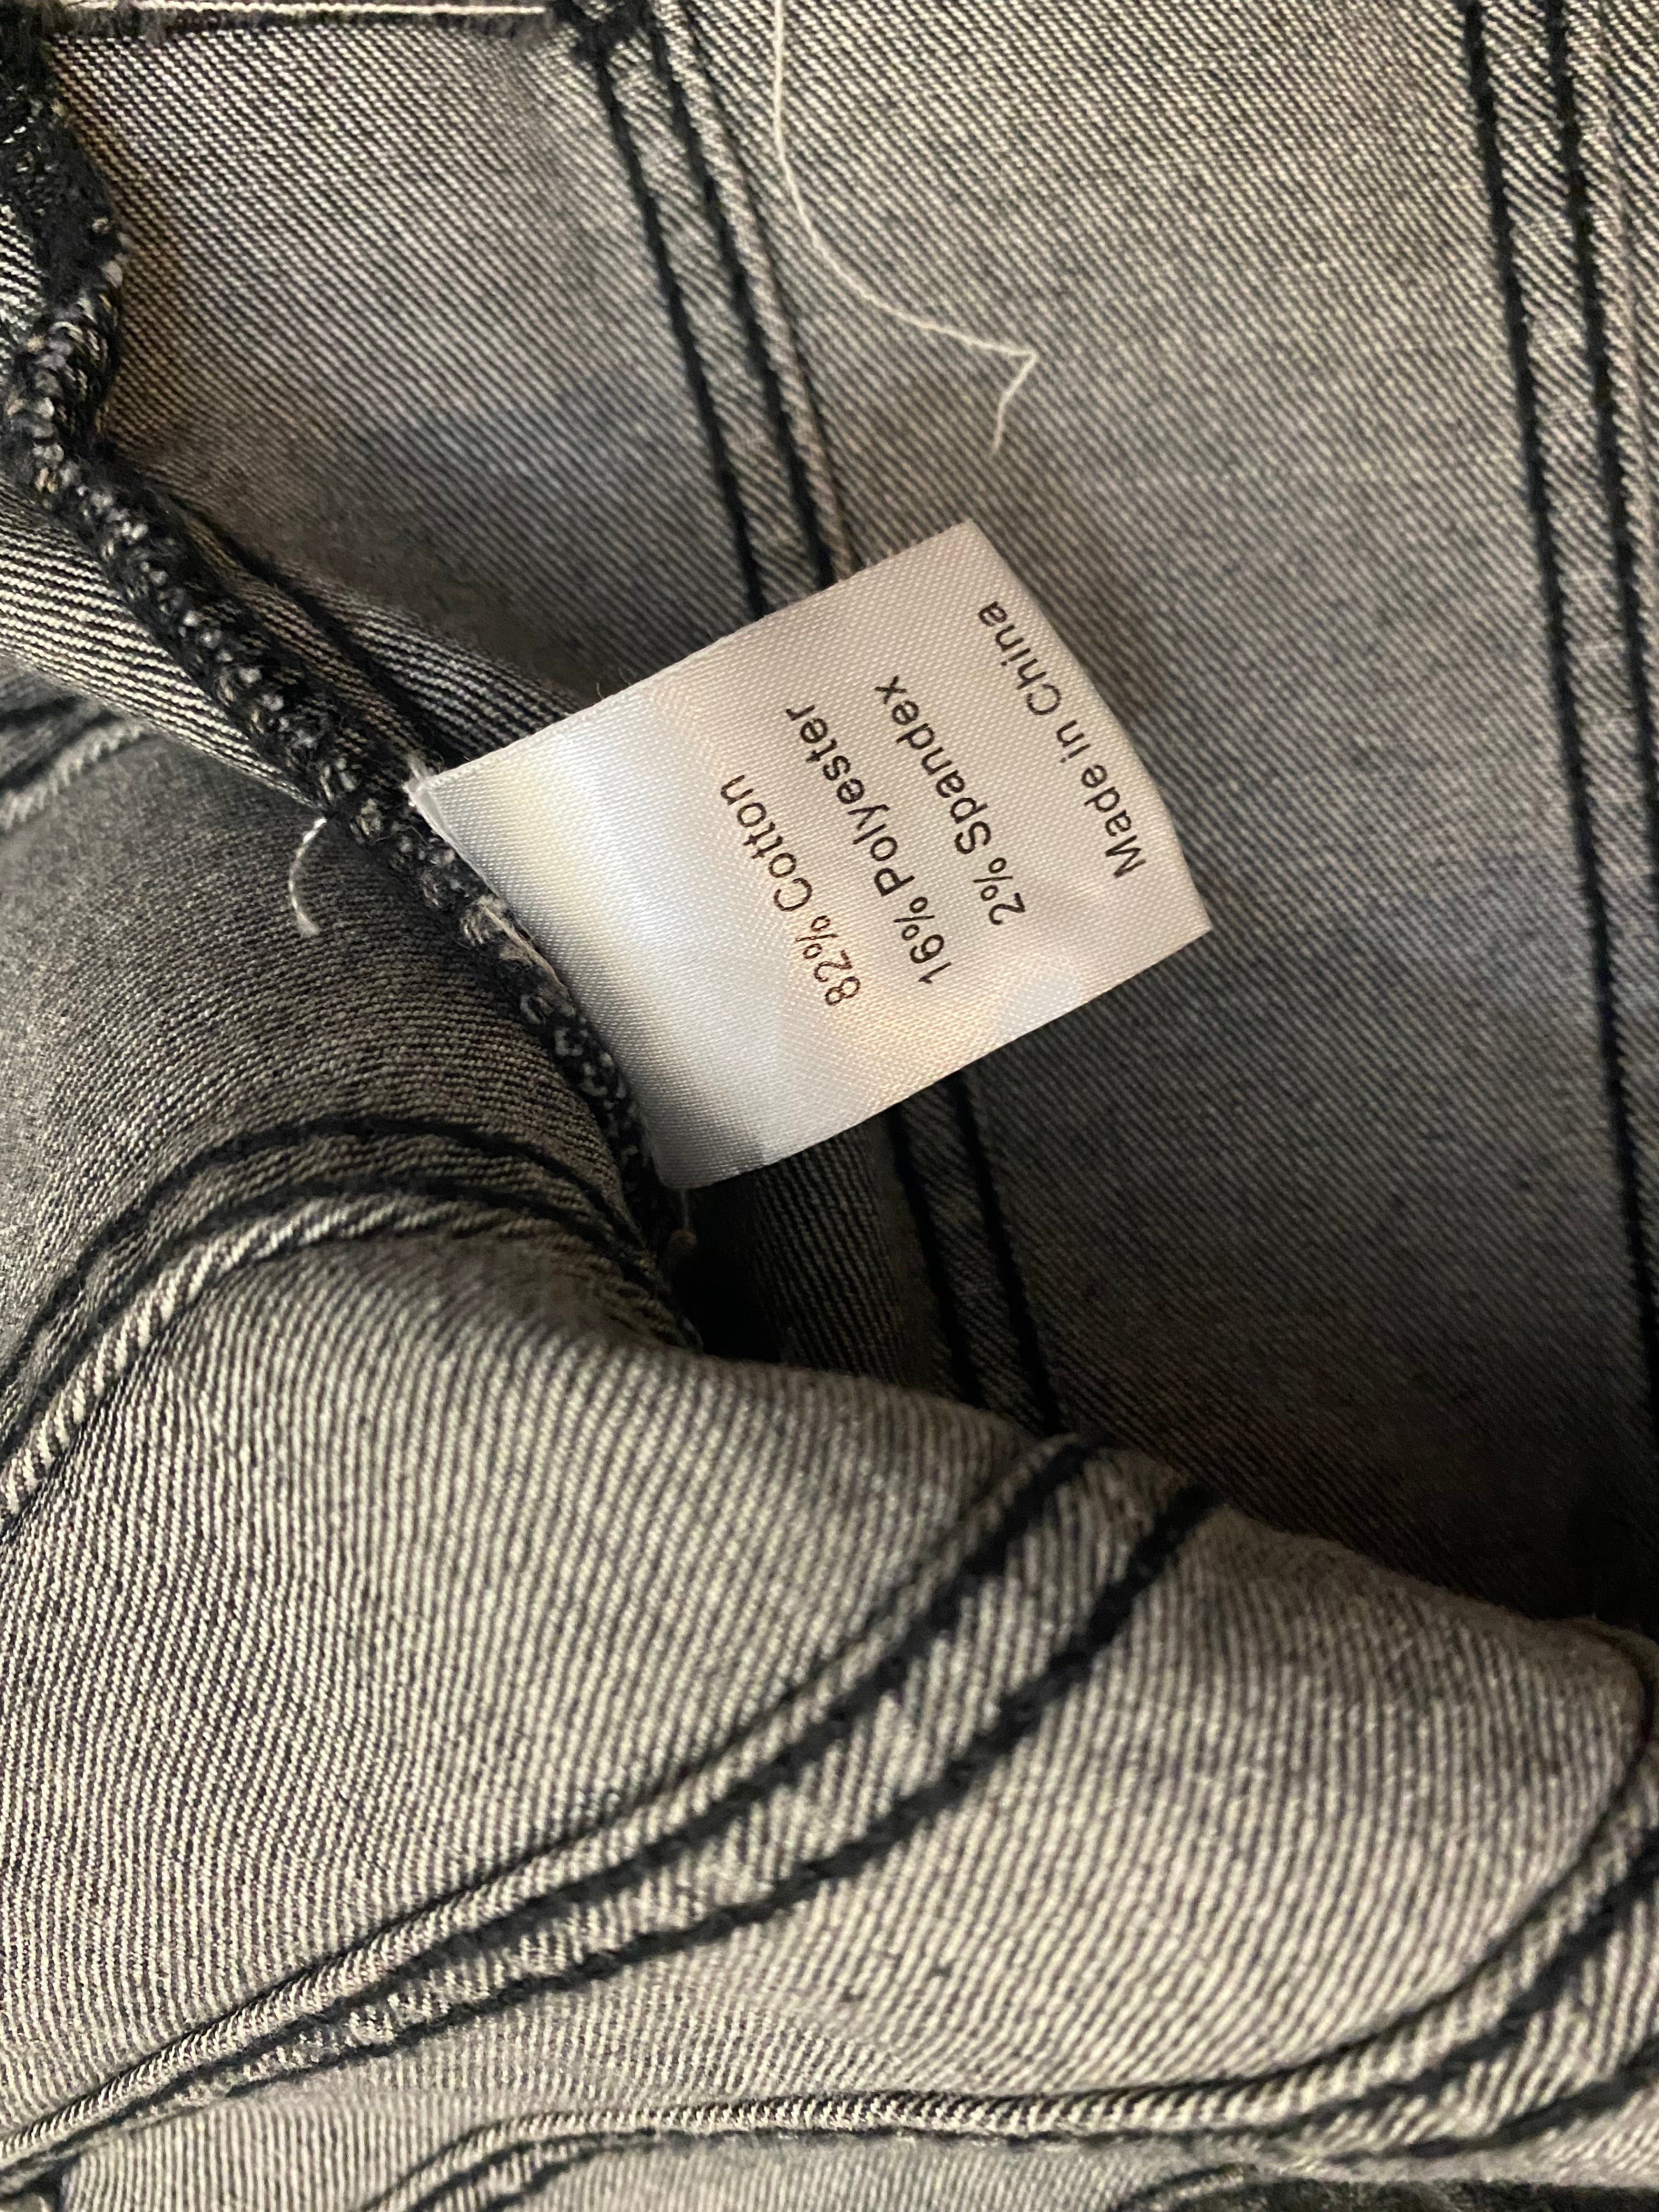 82% Cotton
16% Polyester
2% Spandex
Made in China